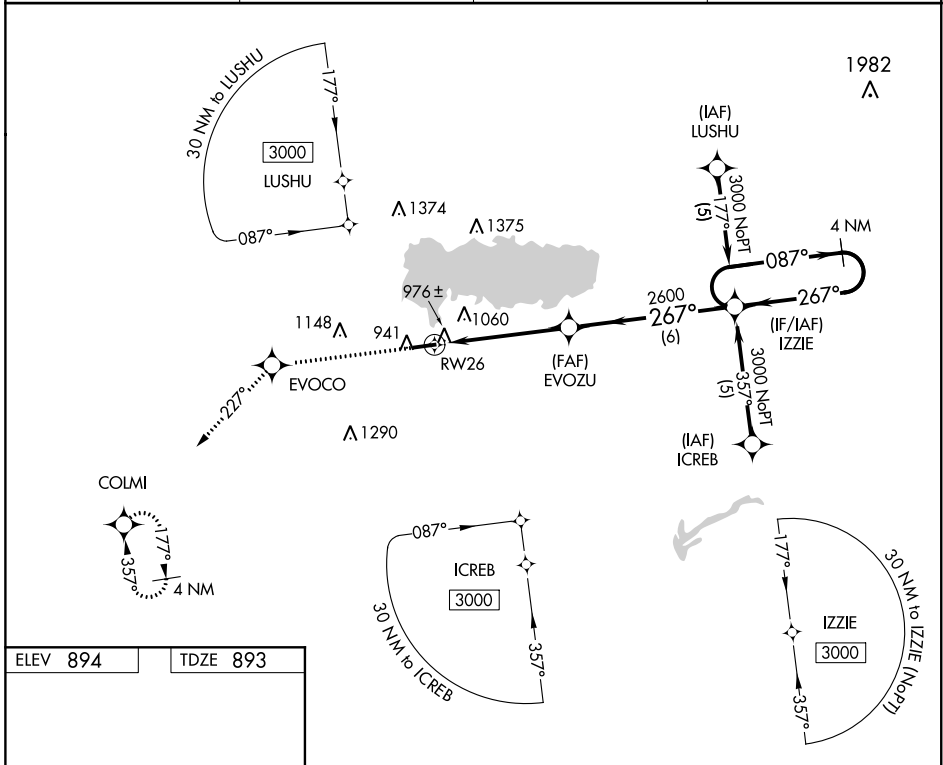 30 NM to LUSHU
177°
3000
LUSHU
087°
1982
(IAF)
LUSHU
3000 NoPT
177°
(5)
4 NM
087°
267°
(IF/IAF)
IZZIE
1374
1375
976±
1060
2600
267°
(6)
1148
941
RW26
(FAF)
EVOZU
EVOCO
3000 NoPT
357°
(5)
227°
1290
(IAF)
ICREB
COLMI
177°
357°
4 NM
087°
ICREB
3000
30 NM to ICREB
357°
177°
IZZIE
3000
30 NM to IZZIE (NoPT)
357°
ELEV 894
TDZE 893